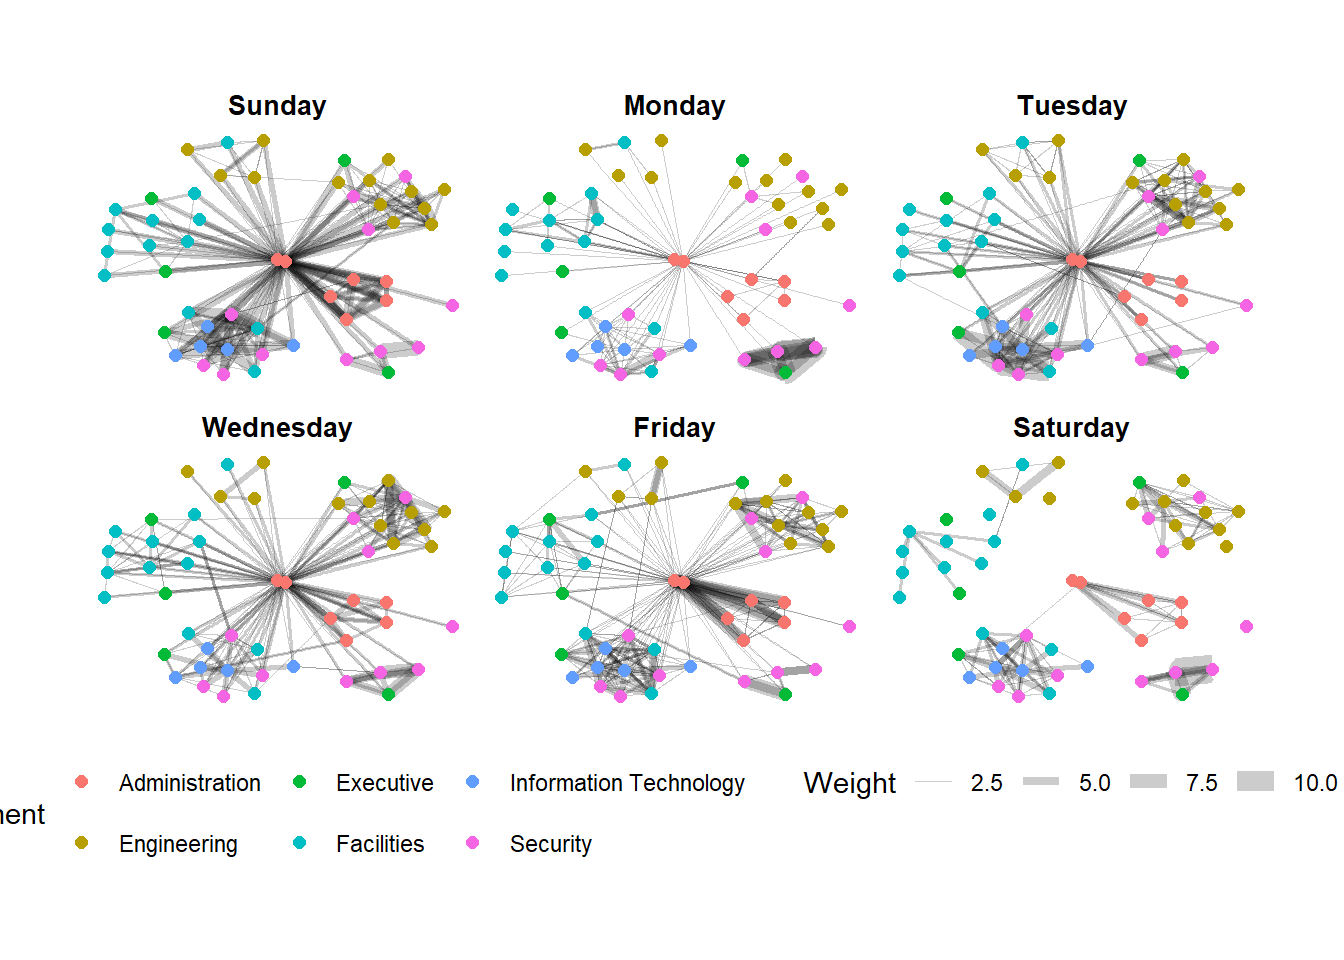 Sunday
Monday
Tuesday
Wednesday
Friday
Saturday
Administration
Executive
Information Technology
Weight
2.5
5.0
7.5
10.0
Engineering
Facilities
Security